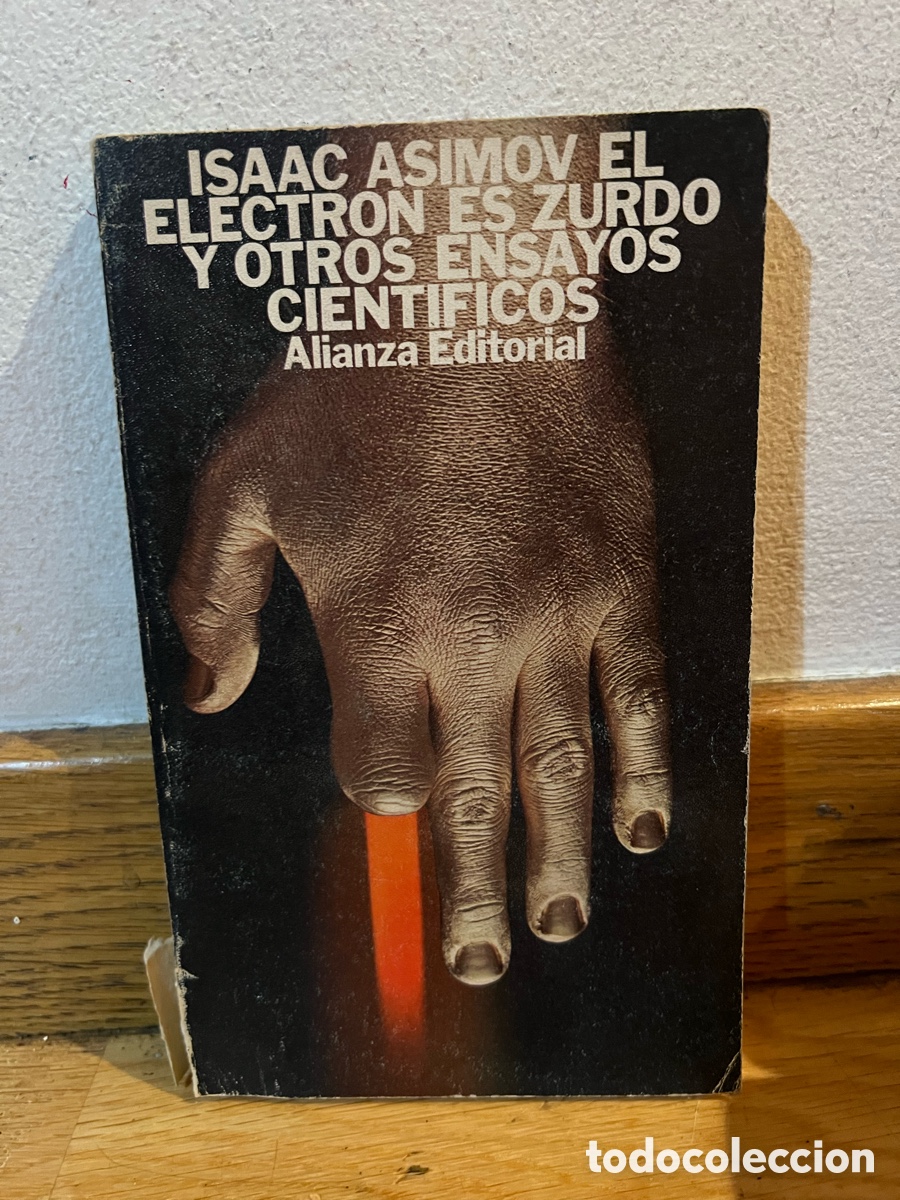 ISAAC ASIMOV EL
ELECTRON ES ZURDO
Y OTROS ENSAYOS
CIENTIFICOS
Alianza Editorial
todocoleccion